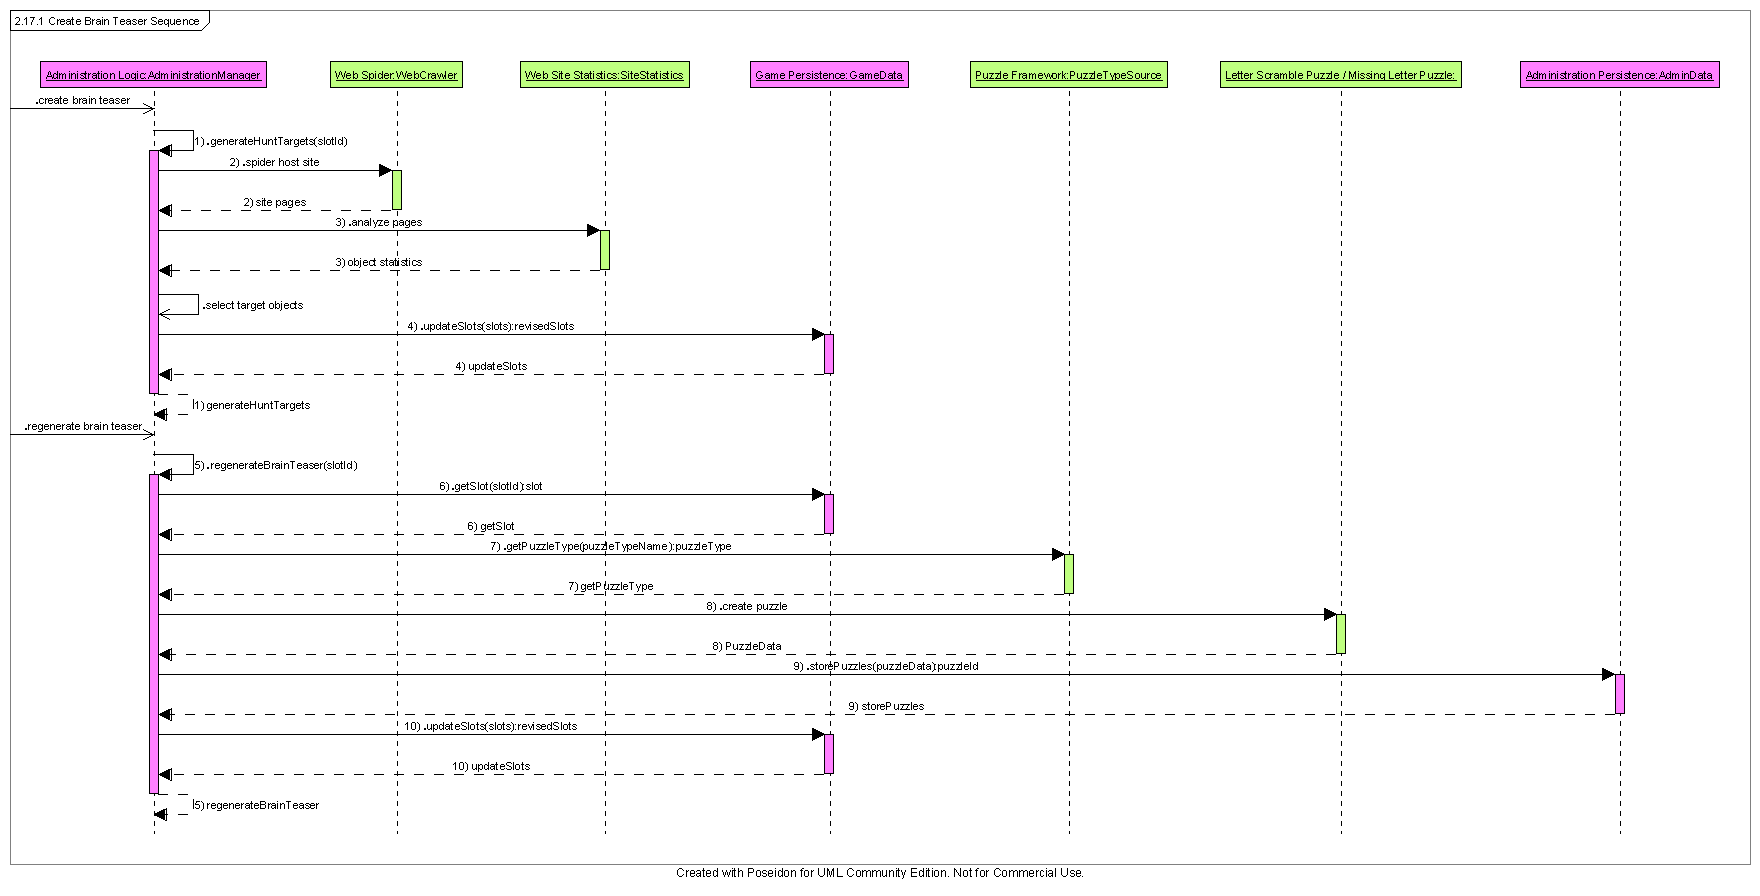 2.17.1 Create Brain Teaser Sequence
Administration Logic:AdministrationManager
Web Spider:WebCrawler
Web Site Statistics:SiteStatistics
Game Persistence:GameData
Puzzle Framework:PuzzleTypeSource
Letter Scramble Puzzle / Missing Letter Puzzle:
Administration Persistence:AdminData
.create brain teaser
1) .generateHuntTargets(slotId)
2) .spider host site
2) site pages
3) .analyze pages
3) object statistics
.select target objects
4) .updateSlots(slots):revisedSlots
4) updateSlots
1) generateHuntTargets
.regenerate brain teaser
5) .regenerateBrainTeaser(slotId)
6) .getSlot(slotId):slot
6) getSlot
7) .getPuzzleType(puzzleTypeName):puzzleType
7) getPuzzleType
8) .create puzzle
8) PuzzleData
9) .storePuzzles(puzzleData):puzzleId
9) storePuzzles
10) .updateSlots(slots):revisedSlots
10) updateSlots
5) regenerateBrainTeaser
Created with Poseidon for UML Community Edition. Not for Commercial Use.